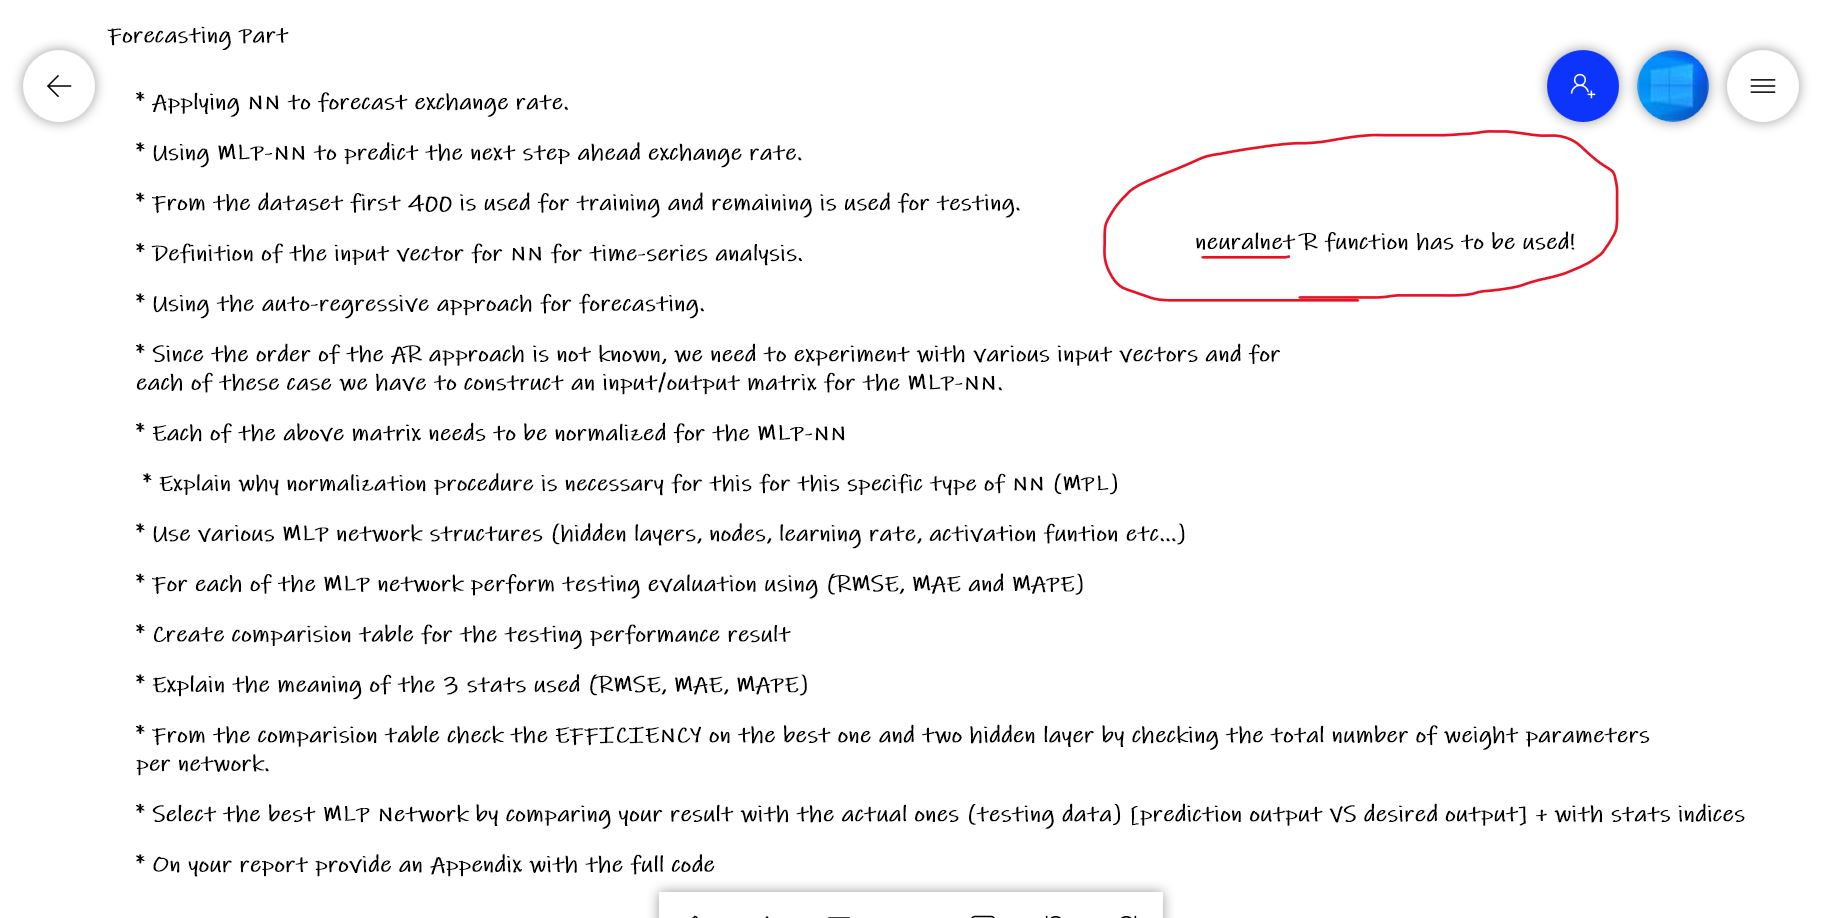 Forecasting Part
* Applying NN to forecast exchange rate.
* Using MLP-NN to predict the next step ahead exchange rate.
* From the dataset first 400 is used for training and remaining is used for testing.
neuralnet R function has to be used!
* Definition of the input vector for NN for time-series analysis.
* Using the auto-regressive approach for forecasting.
* Since the order of the AR approach is not known, we need to experiment with various input vectors and for
each of these case we have to construct an input/output matrix for the MLP-NN.
* Each of the above matrix needs to be normalized for the MLP-NN
* Explain why normalization procedure is necessary for this for this specific type of NN (MPL)
* Use various MLP network structures (hidden layers, nodes, learning rate, activation funtion etc...)
* For each of the MLP network perform testing evaluation using (RMSE, MAE and MAPE)
* Create comparision table for the testing performance result
* Explain the meaning of the 3 stats used (RMSE, MAE, MAPE)
* From the comparision table check the EFFICIENCY on the best one and two hidden layer by checking the total number of weight parameters
per network.
* Select the best MLP Network by comparing your result with the actual ones (testing data) [prediction output VS desired output] + with stats indices
* On your report provide an Appendix with the full code